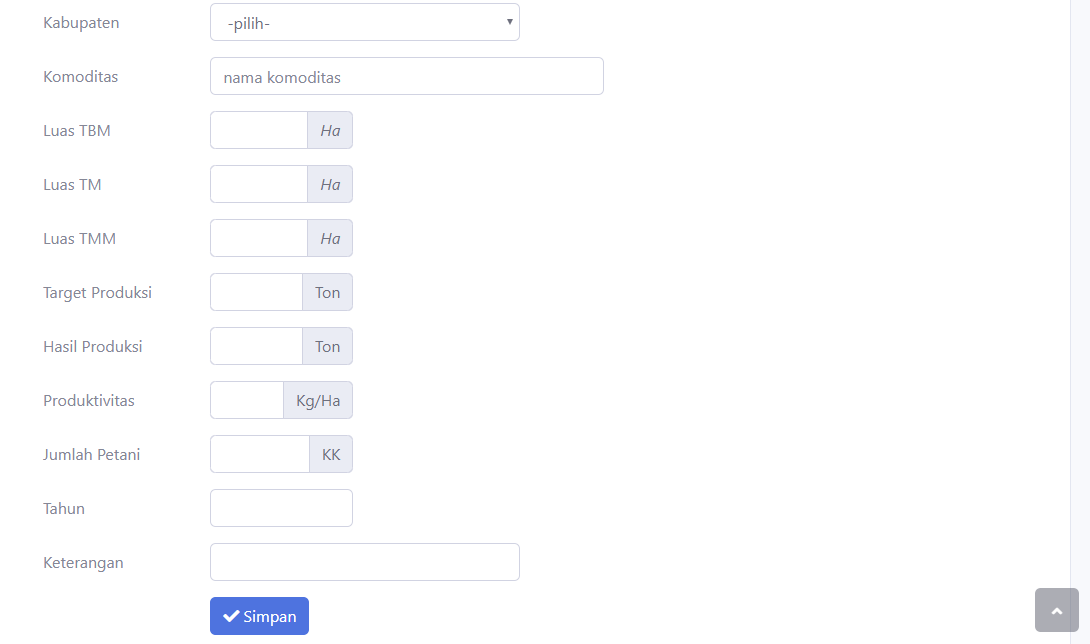 Kabupaten -pilih-
Komoditas nama komoditas
Luas TBM Ha
Luas TM Ha
Luas TMM Ha
Target Produksi Ton
Hasil Produksi Ton
Produktivitas Kg/Ha
Jumlah Petani KK
Tahun
Keterangan
Simpan